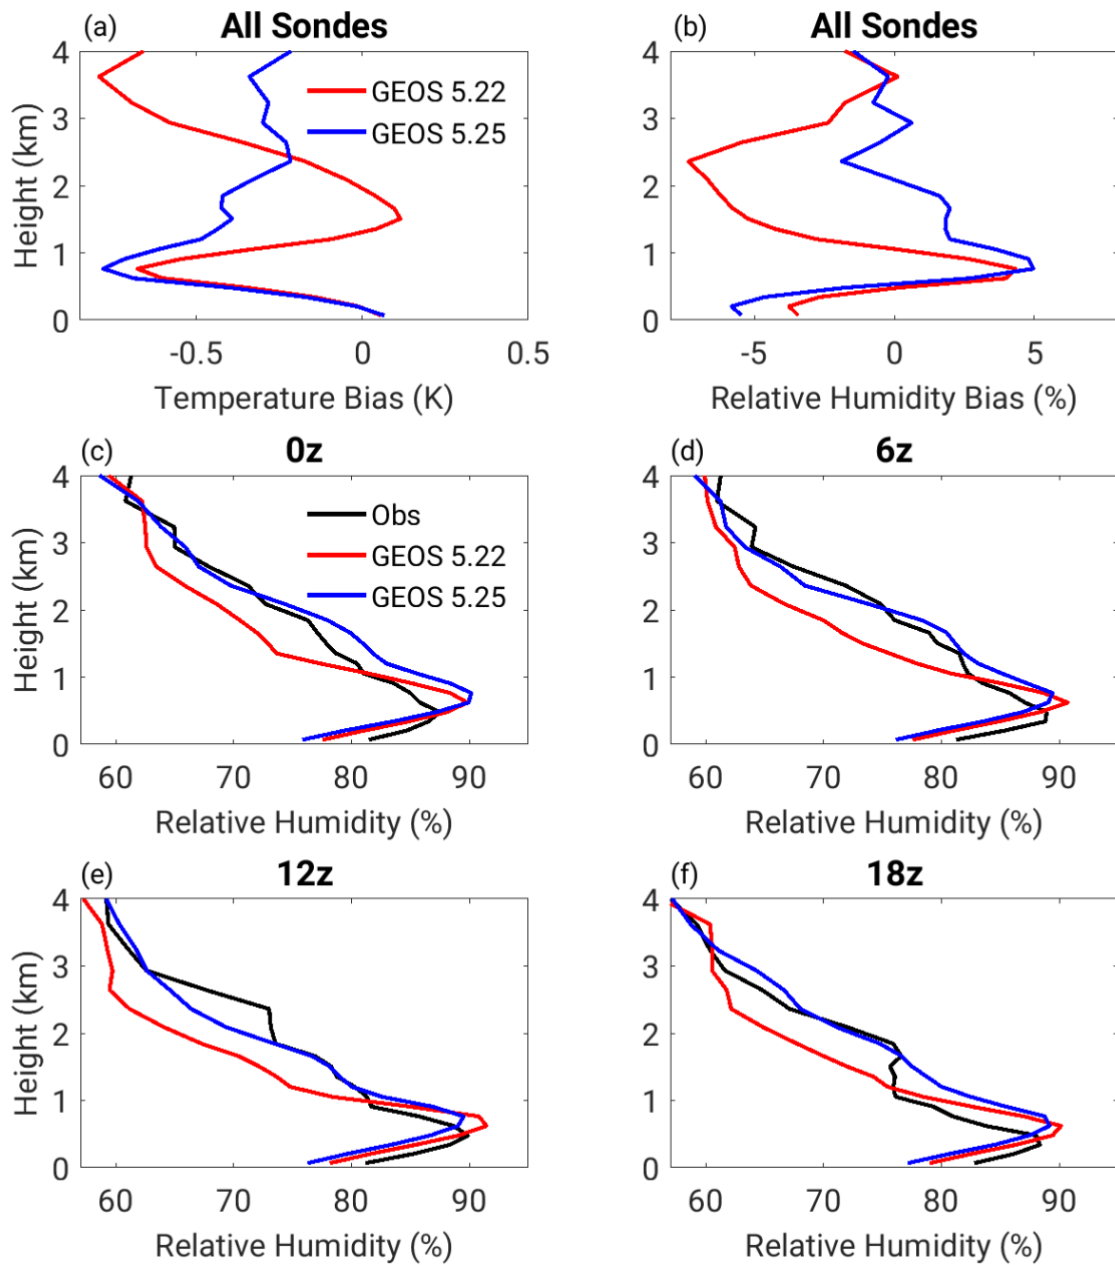 (a) All Sondes
(b) All Sondes
4
3
2
1
0
Height (km)
GEOS 5.22
GEOS 5.25
-0.5 0 0.5
Temperature Bias (K)
4
3
2
1
0
-5 0 5
Relative Humidity Bias (%)
(c) 0z
4
3
2
1
0
Height (km)
Obs
GEOS 5.22
GEOS 5.25
60 70 80 90
Relative Humidity (%)
(d) 6z
4
3
2
1
0
60 70 80 90
Relative Humidity (%)
(e) 12z
4
3
2
1
0
Height (km)
60 70 80 90
Relative Humidity (%)
(f) 18z
4
3
2
1
0
60 70 80 90
Relative Humidity (%)